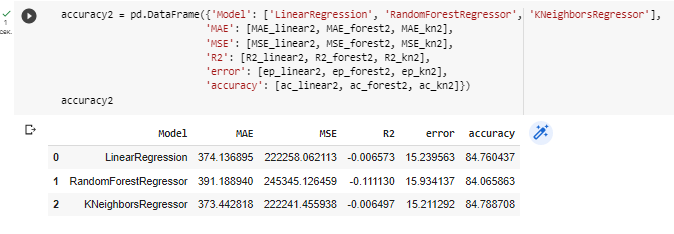 accuracy2 = pd.DataFrame({'Model': ['LinearRegression', 'RandomForestRegressor', 'KNeighborsRegressor'],
'MAE': [MAE_linear2, MAE_forest2, MAE_kn2],
1
сек.
'MSE': [MSE_linear2, MSE_forest2, MSE_kn2],
'R2': [R2_linear2, R2_forest2, R2_kn2],
'error': [ep_linear2, ep_forest2, ep_kn2],
'accuracy': [ac_linear2, ac_forest2, ac_kn2]})
accuracy2
Model MAE MSE R2 error accuracy
0 LinearRegression 374.136895 222258.062113 -0.006573 15.239563 84.760437
1 RandomForestRegressor 391.188940 245345.126459 -0.111130 15.934137 84.065863
2 KNeighborsRegressor 373.442818 222241.455938 -0.006497 15.211292 84.788708